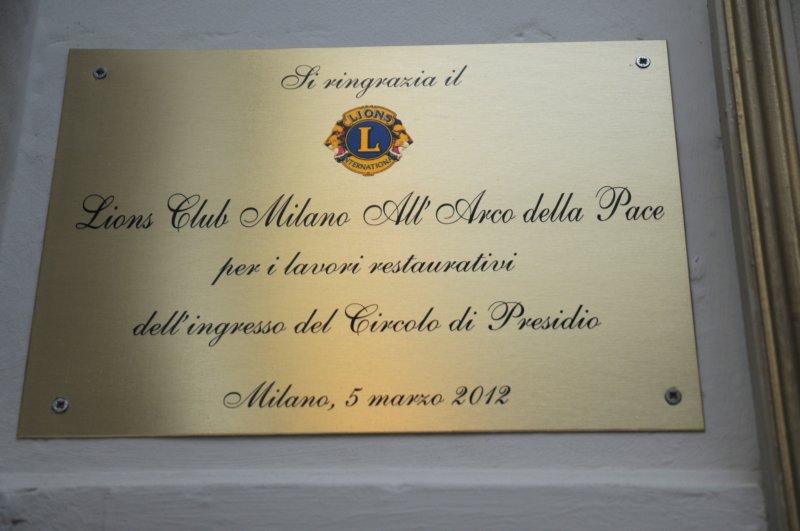 Si ringrazia il
LIONS
L
INTERNATIONAL
Lions Club Milano All' Arco della Pace
per i lavori restaurativi
dell'ingresso del Circolo di Presidio
Milano, 5 marzo 2012